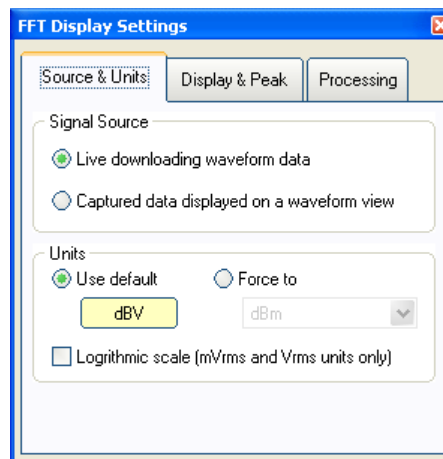 FFT Display Settings
Source & Units Display & Peak Processing
Signal Source
Live downloading waveform data
Captured data displayed on a waveform view
Units
Use default Force to
dBV dBm
Logrithmic scale (mVrms and Vrms units only)